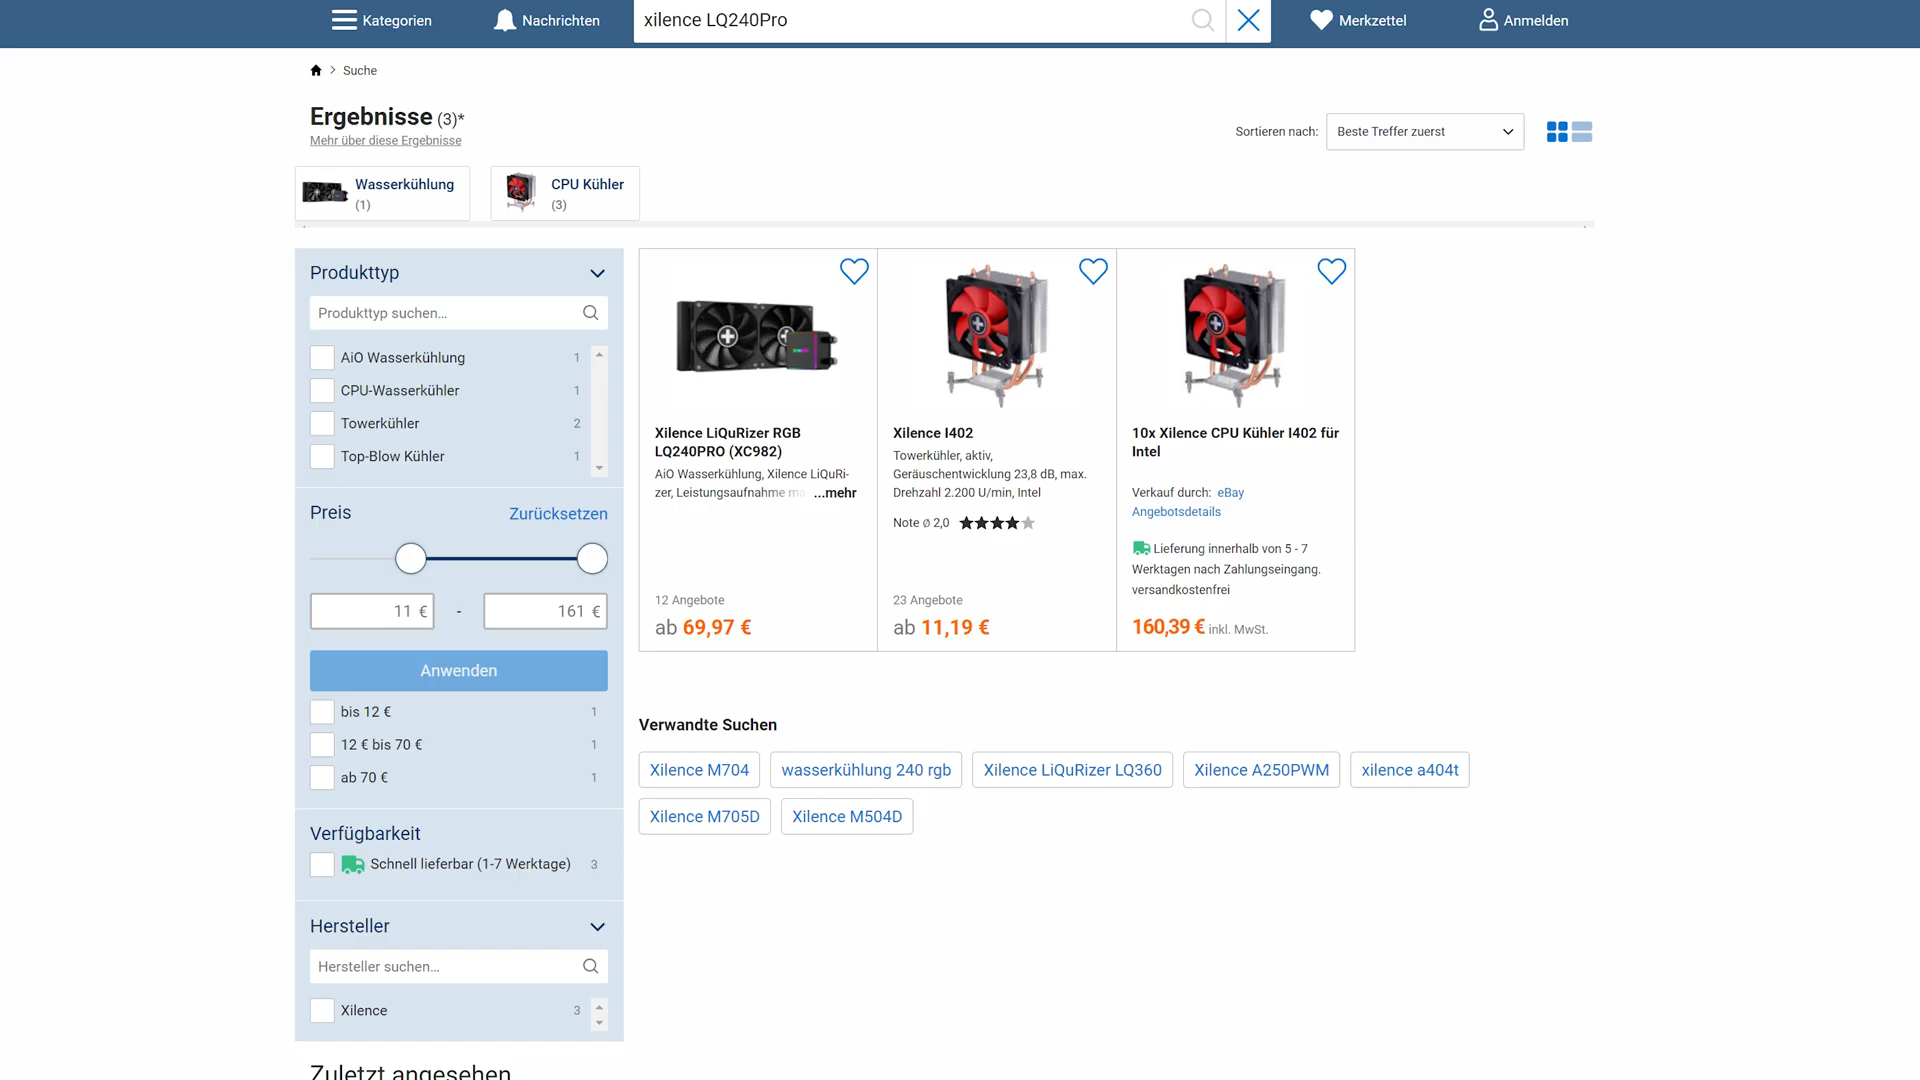 Kategorien
Nachrichten
xilence LQ240Pro
Merkzettel
Anmelden
Suche
Ergebnisse (3)*
Mehr über diese Ergebnisse
Sortieren nach:
Beste Treffer zuerst
Wasserkühlung
(1)
CPU Kühler
(3)
Produkttyp
Produkttyp suchen...
AiO Wasserkühlung 1
CPU-Wasserkühler 1
Towerkühler 2
Top-Blow Kühler 1
Preis
Zurücksetzen
11 € - 161 €
Anwenden
bis 12 € 1
12 € bis 70 € 1
ab 70 € 1
Verfügbarkeit
Schnell lieferbar (1-7 Werktage) 3
Hersteller
Hersteller suchen...
Xilence 3
Xilence LiQuRizer RGB
LQ240PRO (XC982)
AiO Wasserkühlung, Xilence LiQuRi-
zer, Leistungsaufnahme ...mehr
12 Angebote
ab 69,97 €
Xilence I402
Towerkühler, aktiv,
Geräuschentwicklung 23,8 dB, max.
Drehzahl 2.200 U/min, Intel
Note ∅ 2,0
23 Angebote
ab 11,19 €
10x Xilence CPU Kühler I402 für
Intel
Verkauf durch: eBay
Angebotsdetails
Lieferung innerhalb von 5 - 7
Werktagen nach Zahlungseingang.
versandkostenfrei
160,39 € inkl. MwSt.
Verwandte Suchen
Xilence M704
wasserkühlung 240 rgb
Xilence LiQuRizer LQ360
Xilence A250PWM
xilence a404t
Xilence M705D
Xilence M504D
Zuletzt angesehen